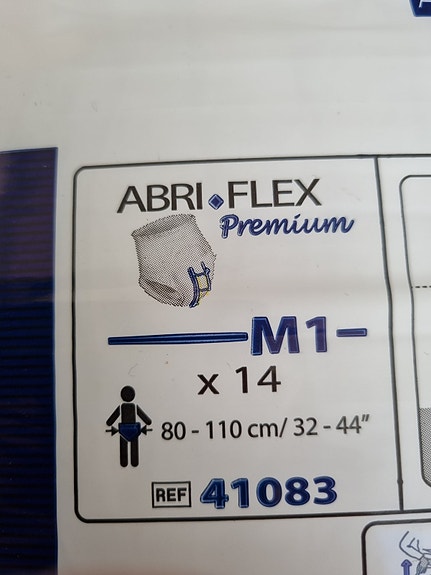 ABRI FLEX
Premium
M1
x 14
80 - 110 cm/ 32 - 44"
REF 41083